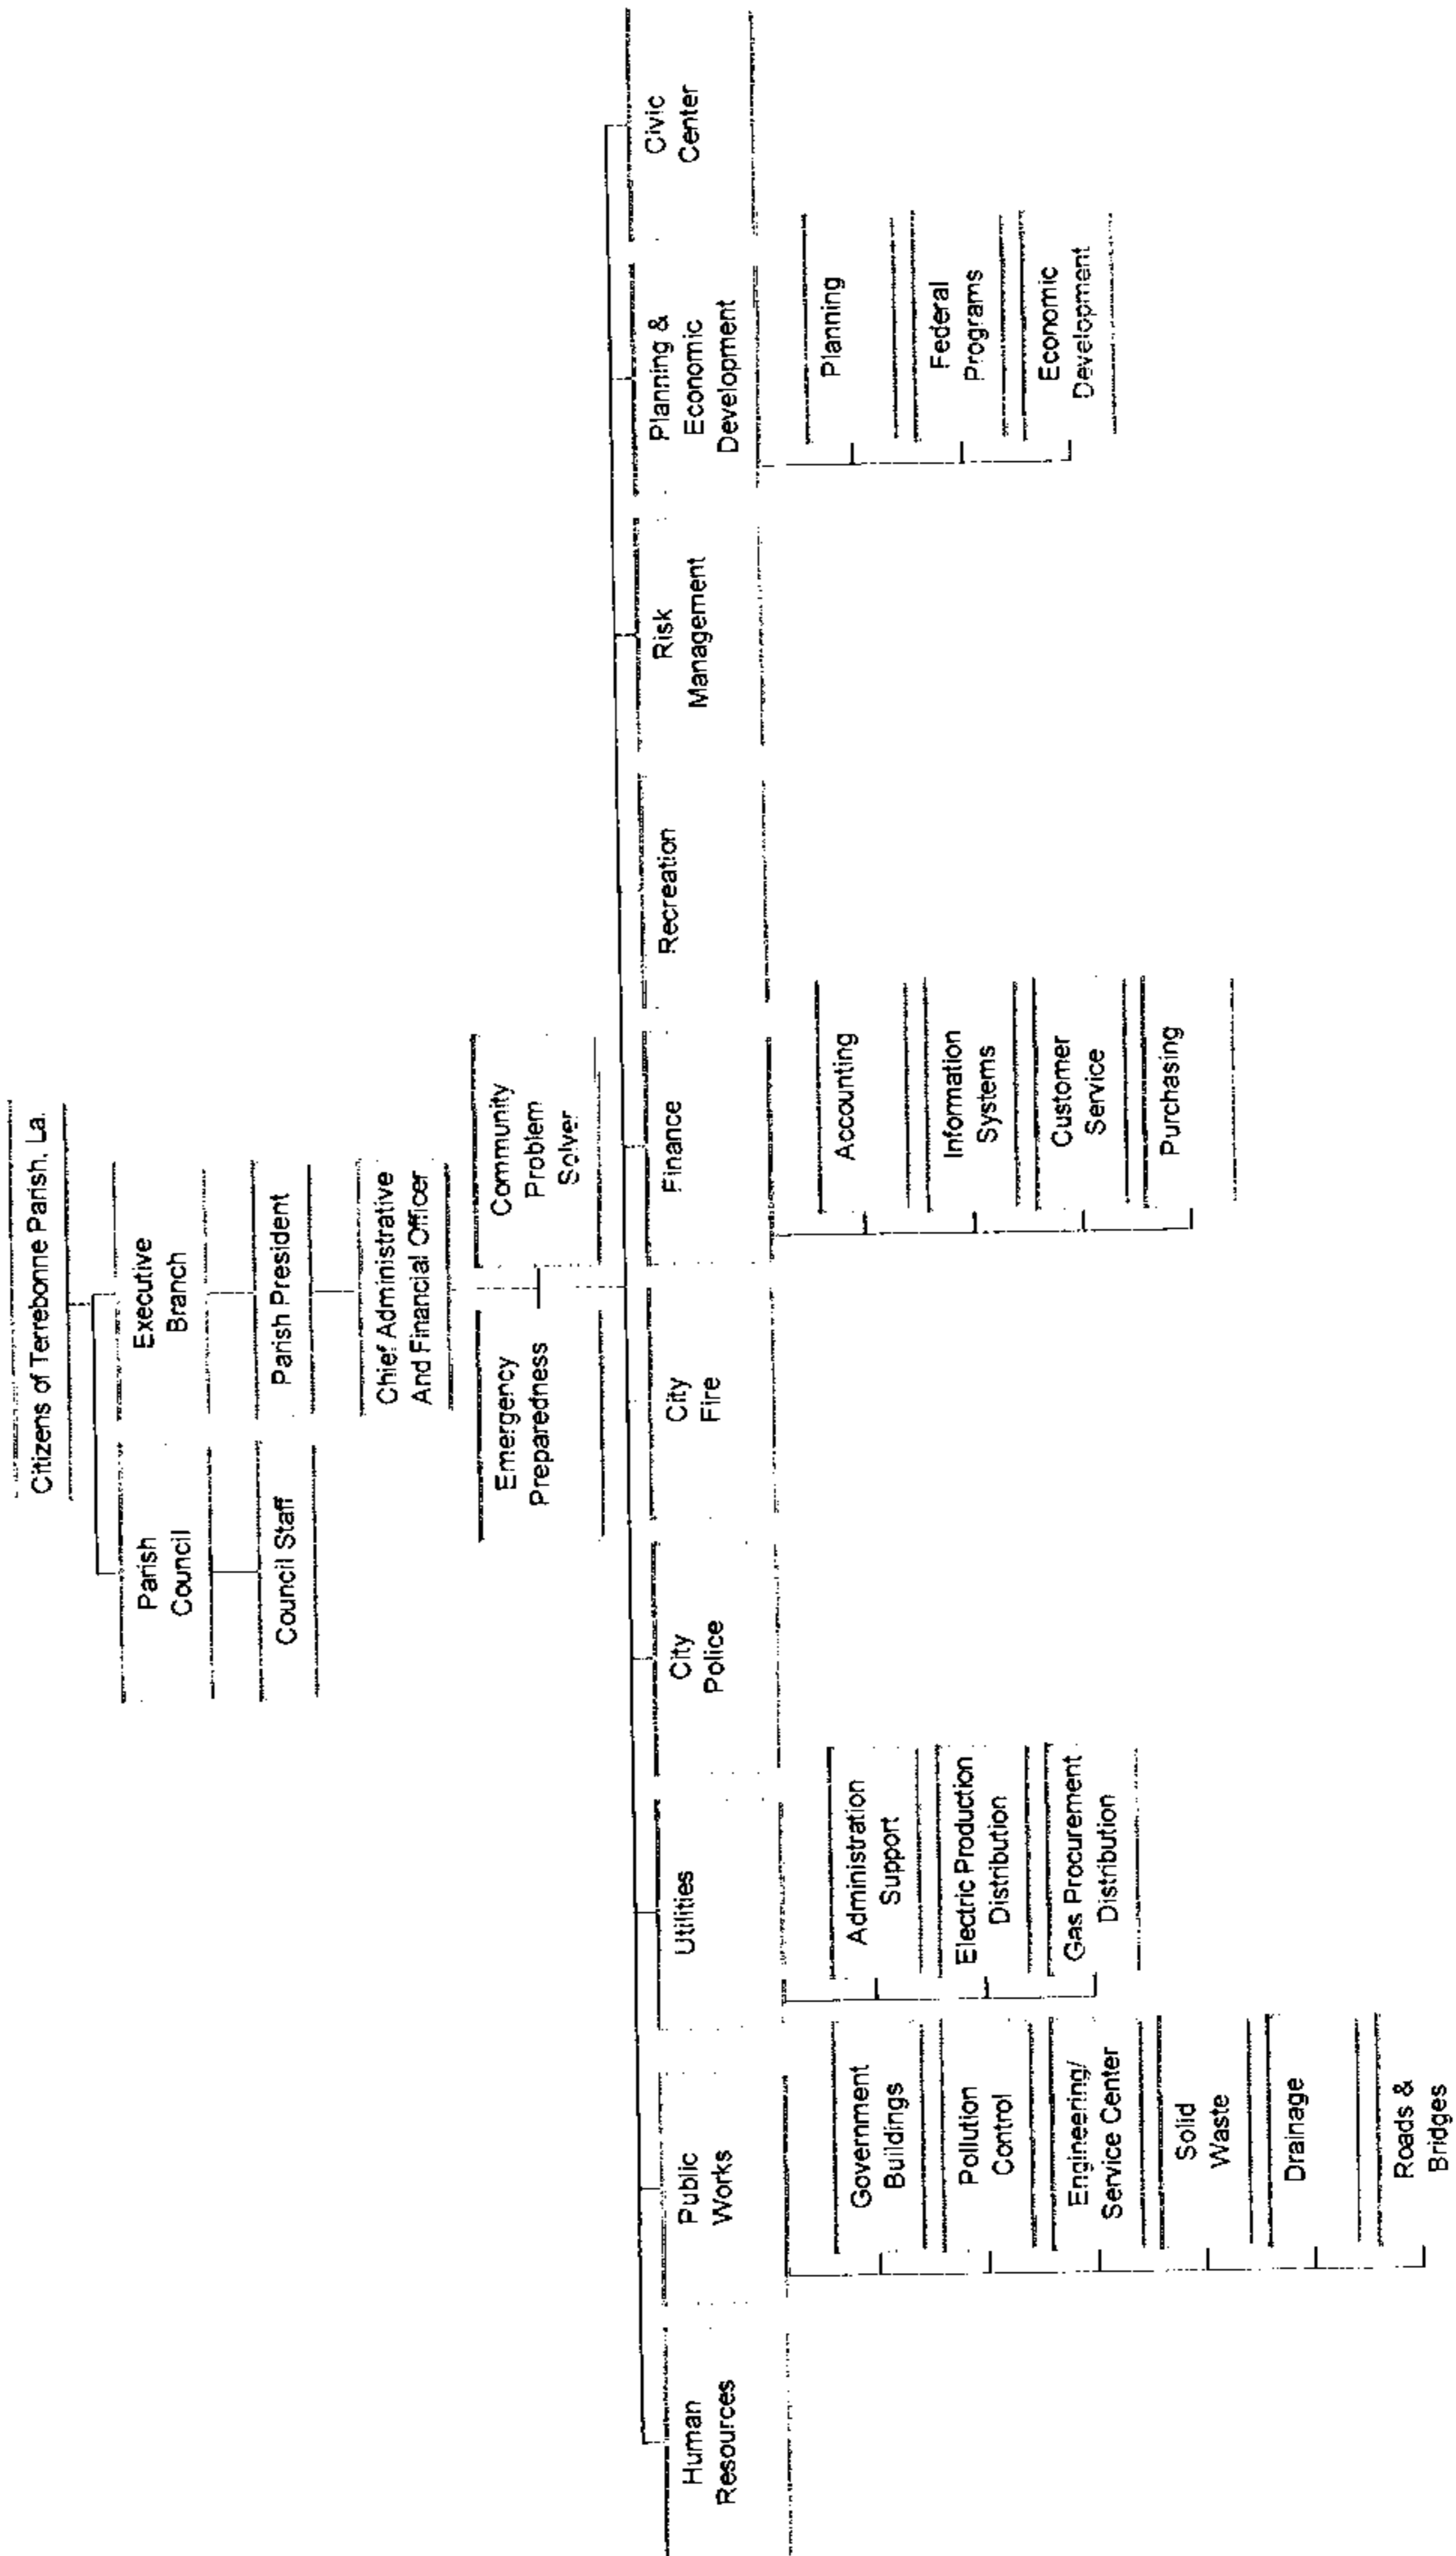 Citizens of Terrebonne Parish, La.
Parish
Council
Executive
Branch
Council Staff
Parish President
Chief Administrative
And Financial Officer
Emergency
Preparedness
Community
Problem
Solver
Human
Resources
Public
Works
Utilities
City
Police
City
Fire
Finance
Recreation
Risk
Management
Planning &
Economic
Development
Civic
Center
Government
Buildings
Pollution
Control
Engineering/
Service Center
Solid
Waste
Drainage
Roads &
Bridges
Administration
Support
Electric Production
Distribution
Gas Procurement
Distribution
Accounting
Information
Systems
Customer
Service
Purchasing
Planning
Federal
Programs
Economic
Development